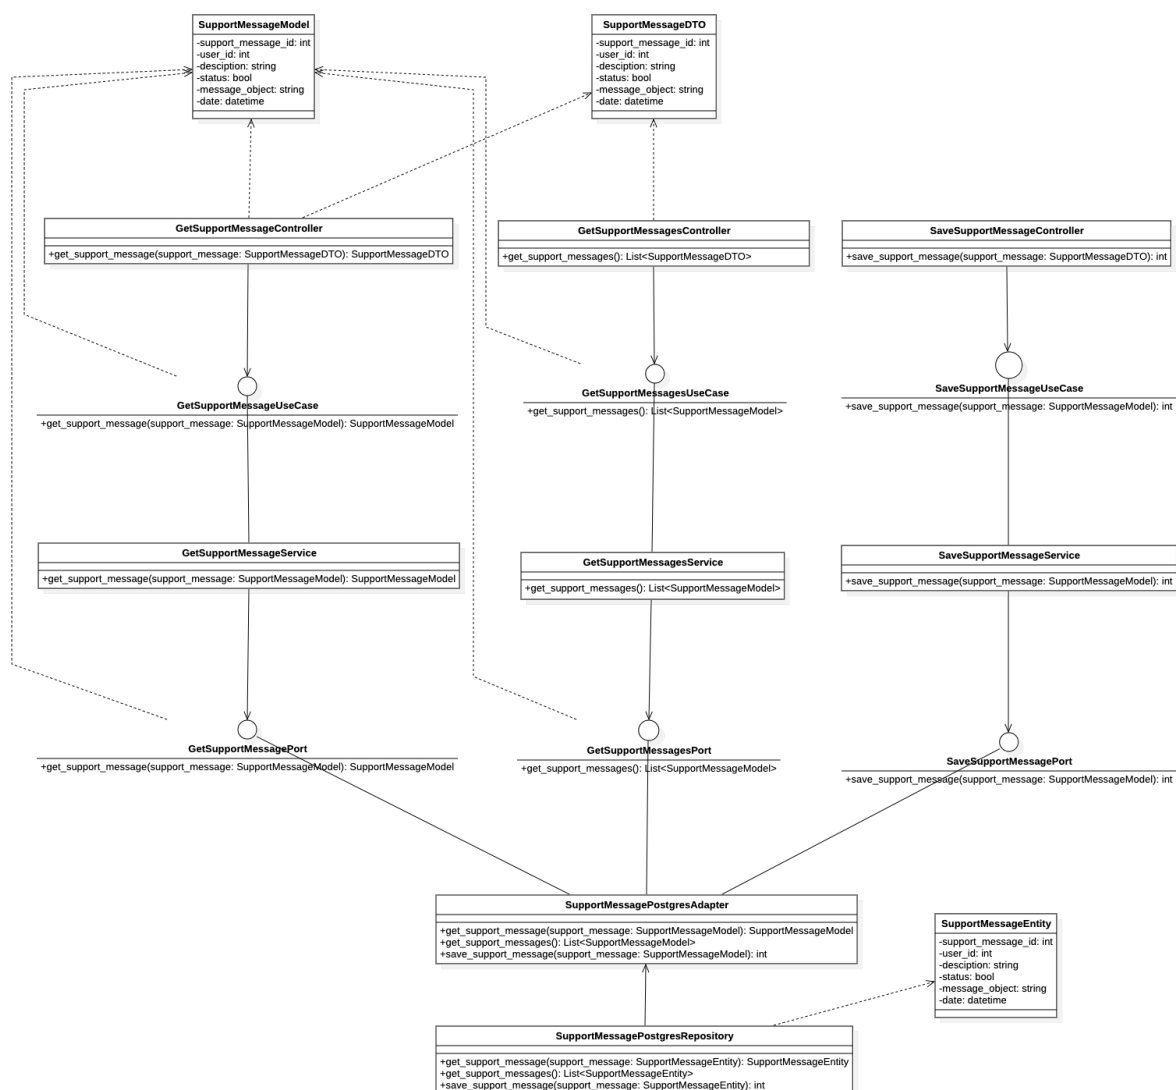 SupportMessageModel
-support_message_id: int
-user_id: int
-desciption: string
-status: bool
-message_object: string
-date: datetime
SupportMessageDTO
-support_message_id: int
-user_id: int
-desciption: string
-status: bool
-message_object: string
-date: datetime
GetSupportMessageController
+get_support_message(support_message: SupportMessageDTO): SupportMessageDTO
GetSupportMessagesController
+get_support_messages(): List<SupportMessageDTO>
SaveSupportMessageController
+save_support_message(support_message: SupportMessageDTO): int
GetSupportMessageUseCase
+get_support_message(support_message: SupportMessageModel): SupportMessageModel
GetSupportMessagesUseCase
+get_support_messages(): List<SupportMessageModel>
SaveSupportMessageUseCase
+save_support_message(support_message: SupportMessageModel): int
GetSupportMessageService
+get_support_message(support_message: SupportMessageModel): SupportMessageModel
GetSupportMessagesService
+get_support_messages(): List<SupportMessageModel>
SaveSupportMessageService
+save_support_message(support_message: SupportMessageModel): int
GetSupportMessagePort
+get_support_message(support_message: SupportMessageModel): SupportMessageModel
GetSupportMessagesPort
+get_support_messages(): List<SupportMessageModel>
SaveSupportMessagePort
+save_support_message(support_message: SupportMessageModel): int
SupportMessagePostgresAdapter
+get_support_message(support_message: SupportMessageModel): SupportMessageModel
+get_support_messages(): List<SupportMessageModel>
+save_support_message(support_message: SupportMessageModel): int
SupportMessageEntity
-support_message_id: int
-user_id: int
-desciption: string
-status: bool
-message_object: string
-date: datetime
SupportMessagePostgresRepository
+get_support_message(support_message: SupportMessageEntity): SupportMessageEntity
+get_support_messages(): List<SupportMessageEntity>
+save_support_message(support_message: SupportMessageEntity): int